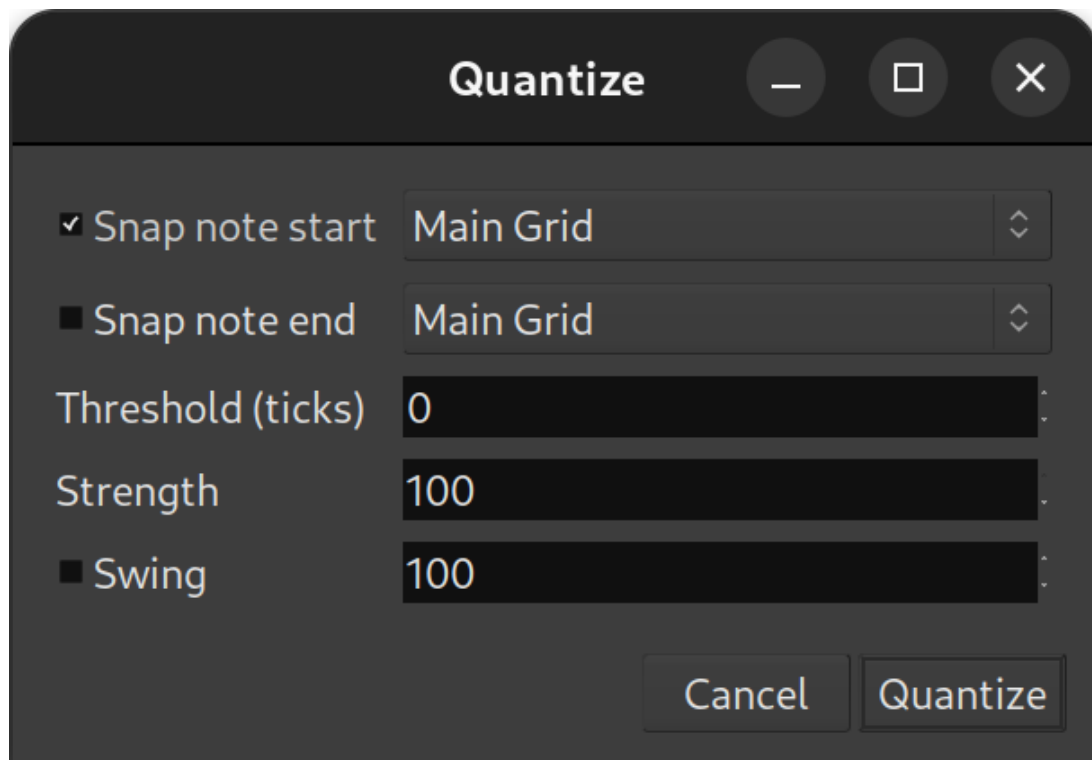 Quantize
Snap note start Main Grid
Snap note end Main Grid
Threshold (ticks) 0
Strength 100
Swing 100
Cancel Quantize